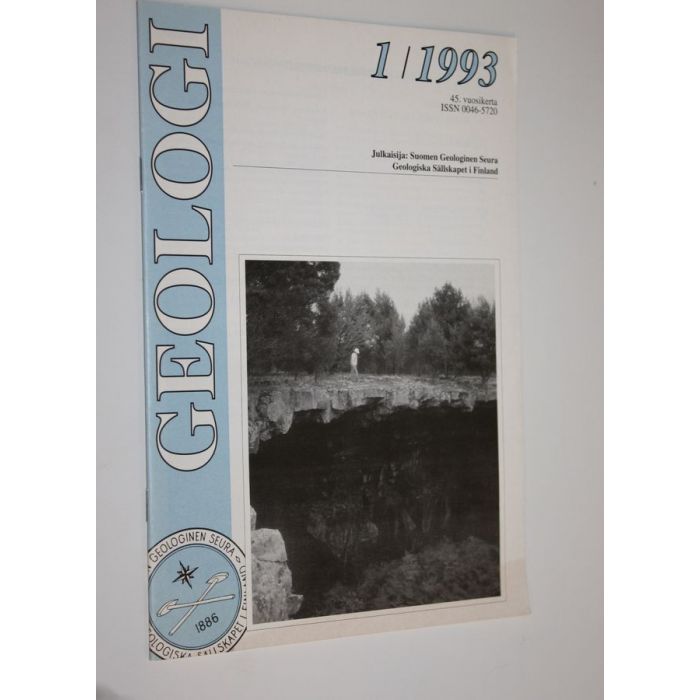 GEOLOGI
1/1993
45. vuosikerta
ISSN 0046-5720
Julkaisija: Suomen Geologinen Seura
Geologiska Sällskapet i Finland
N GEOLOGINEN SEURA
1886
OLOGISKA SÄLLSKAPET I FINLAND